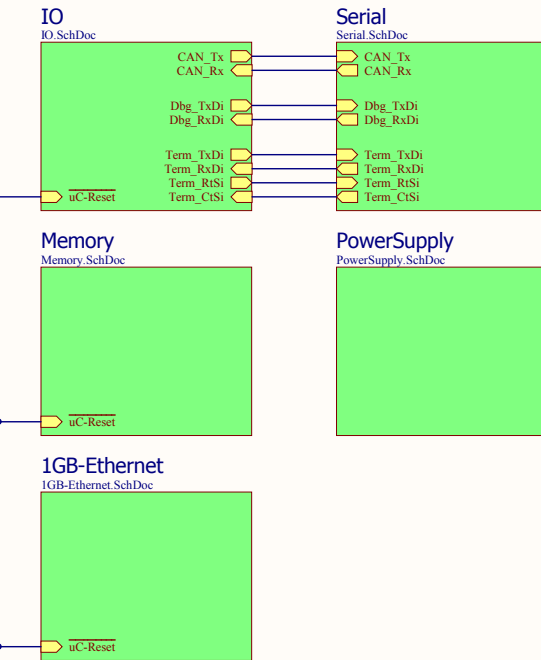 IO
IO.SchDoc
CAN_Tx
CAN_Rx
Dbg_TxDi
Dbg_RxDi
Term_TxDi
Term_RxDi
Term_RtSi
Term_CtSi
uC-Reset
Serial
Serial.SchDoc
CAN_Tx
CAN_Rx
Dbg_TxDi
Dbg_RxDi
Term_TxDi
Term_RxDi
Term_RtSi
Term_CtSi
Memory
Memory.SchDoc
uC-Reset
PowerSupply
PowerSupply.SchDoc
1GB-Ethernet
1GB-Ethernet.SchDoc
uC-Reset